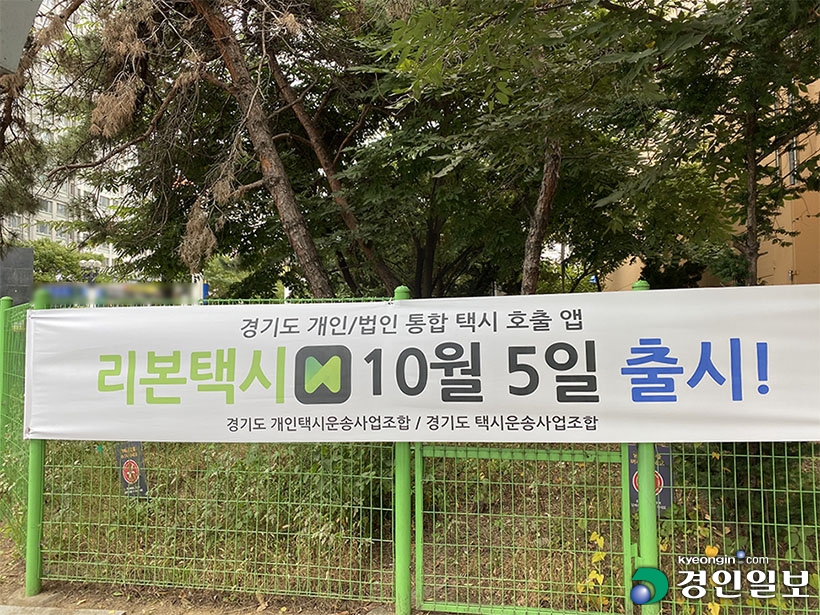 경기도 개인/법인 통합 택시 호출 앱
리본택시 10월 5일 출시!
경기도 개인택시운송사업조합 / 경기도 택시운송사업조합
kyeongin.com
경인일보